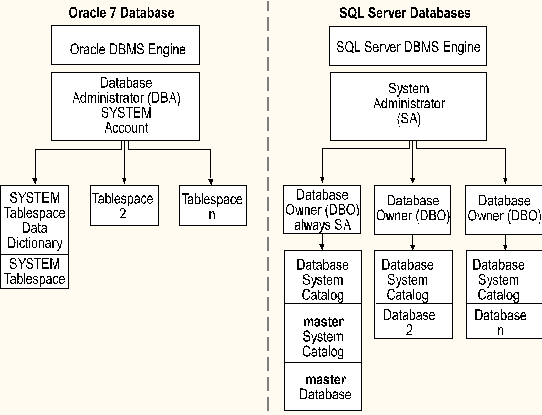 Oracle 7 Database
Oracle DBMS Engine
Database
Administrator (DBA)
SYSTEM
Account
SYSTEM
Tablespace
Data
Dictionary
SYSTEM
Tablespace
Tablespace
2
Tablespace
n
SQL Server Databases
SQL Server DBMS Engine
System
Administrator
(SA)
Database
Owner (DBO)
always SA
Database
Owner (DBO)
Database
Owner (DBO)
Database
System
Catalog
master
System
Catalog
master
Database
Database
System
Catalog
Database
2
Database
System
Catalog
Database
n